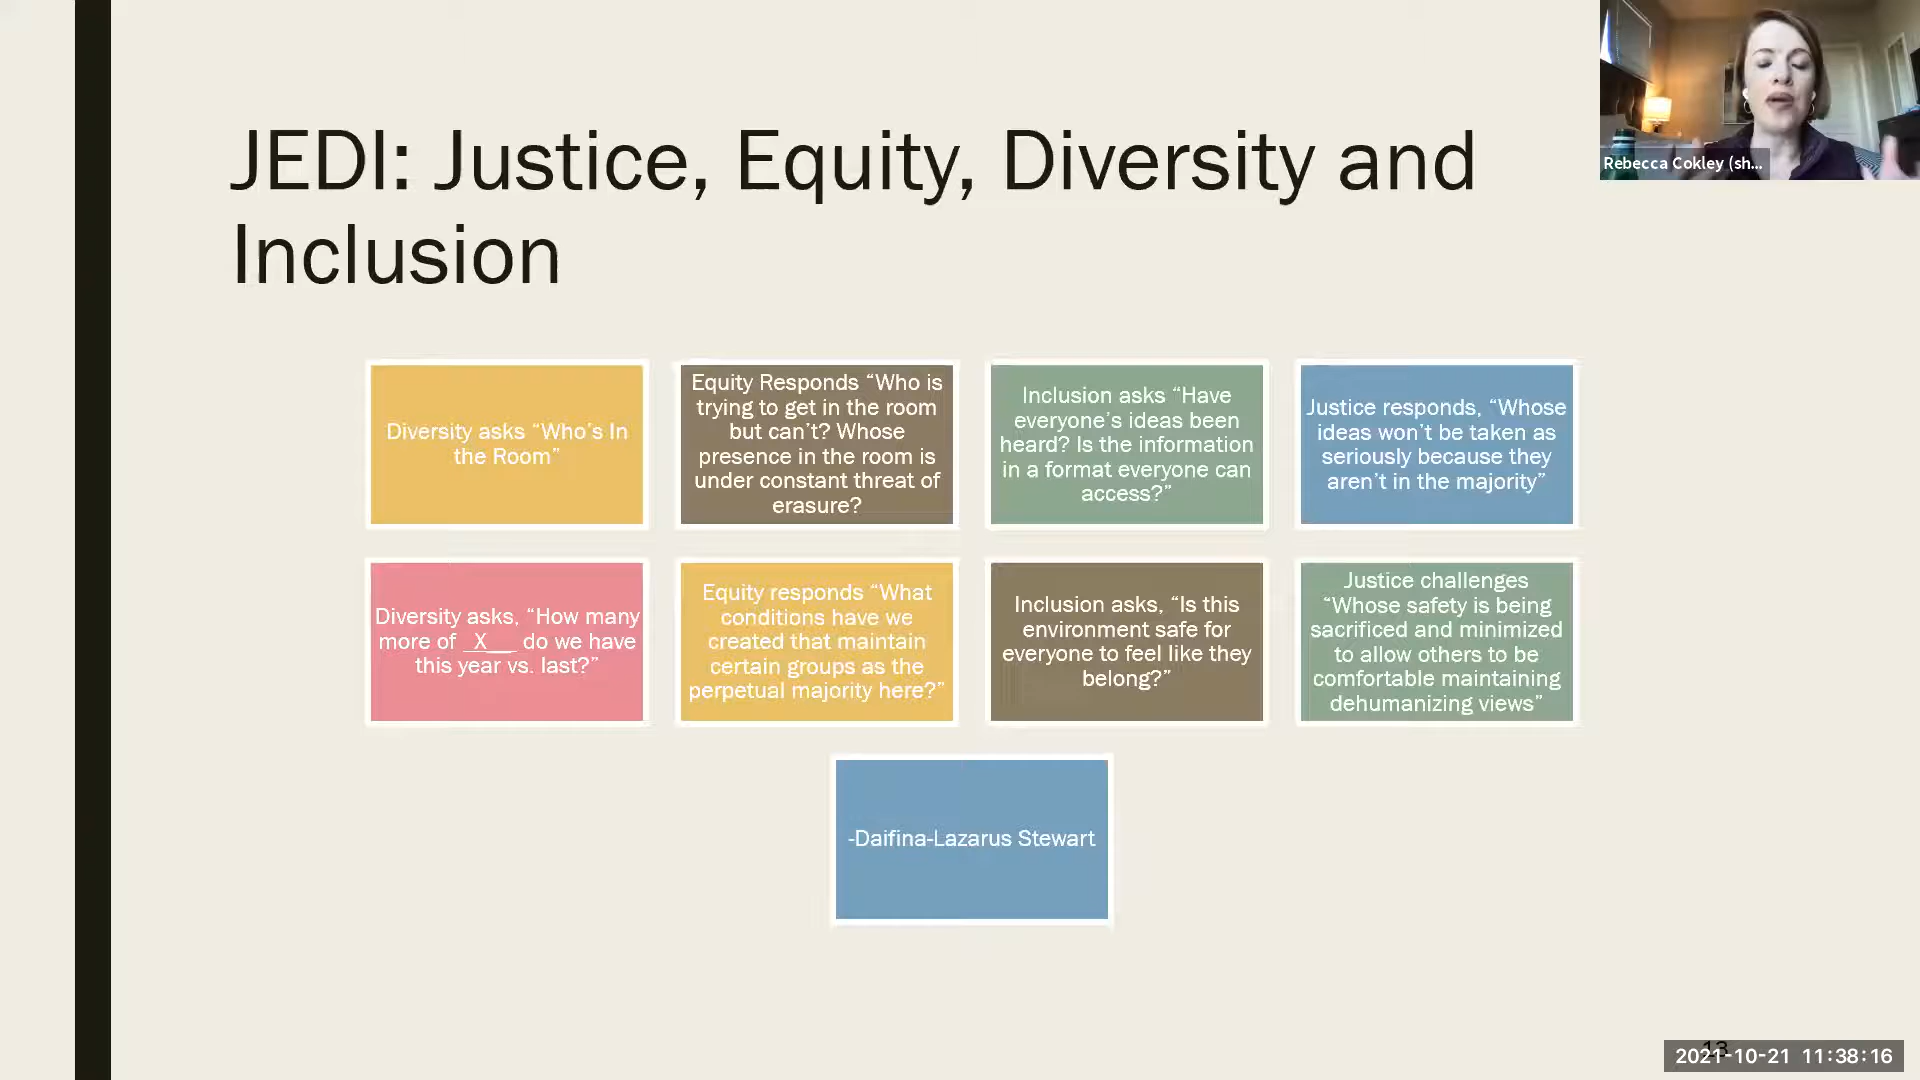 JEDI: Justice, Equity, Diversity and
Inclusion
Rebecca Cokley (sh...
Diversity asks “Who’s In
the Room”
Equity Responds “Who is
trying to get in the room
but can’t? Whose
presence in the room is
under constant threat of
erasure?
Inclusion asks “Have
everyone’s ideas been
heard? Is the information
in a format everyone can
access?”
Justice responds, “Whose
ideas won’t be taken as
seriously because they
aren’t in the majority”
Diversity asks, “How many
more of _X__ do we have
this year vs. last?”
Equity responds “What
conditions have we
created that maintain
certain groups as the
perpetual majority here?”
Inclusion asks, “Is this
environment safe for
everyone to feel like they
belong?”
Justice challenges
“Whose safety is being
sacrificed and minimized
to allow others to be
comfortable maintaining
dehumanizing views”
-Daifina-Lazarus Stewart
13
2021-10-21 11:38:16